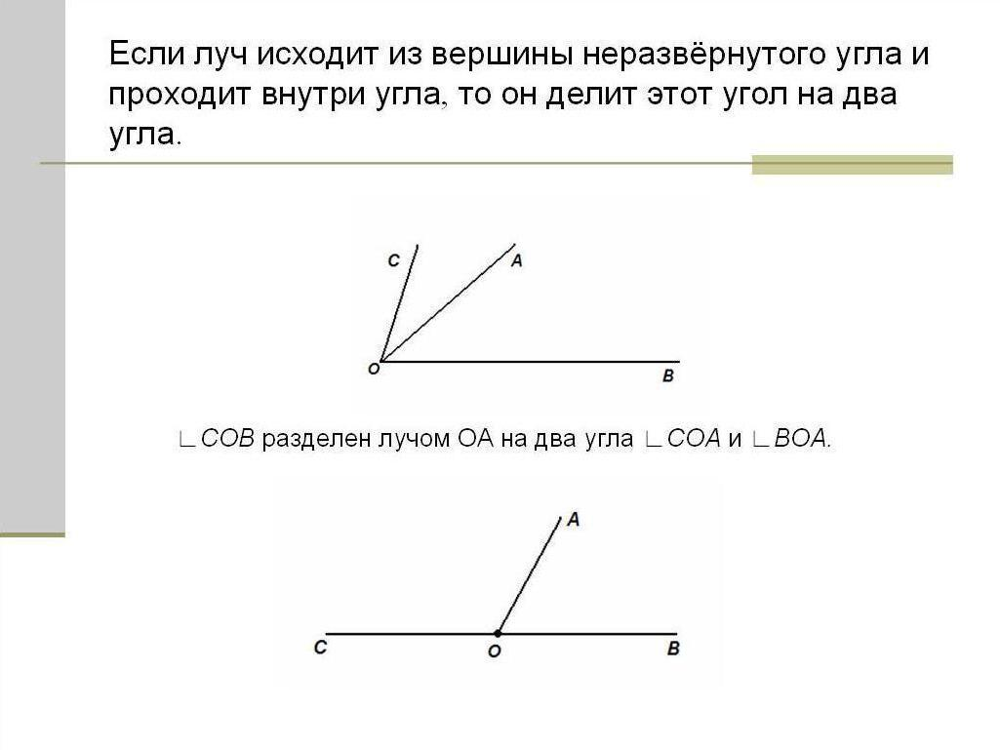 Если луч исходит из вершины неразвёрнутого угла и
проходит внутри угла, то он делит этот угол на два
угла.
C
A
O
B
∟COB разделен лучом OA на два угла ∟COA и ∟BOA.
A
C
O
B